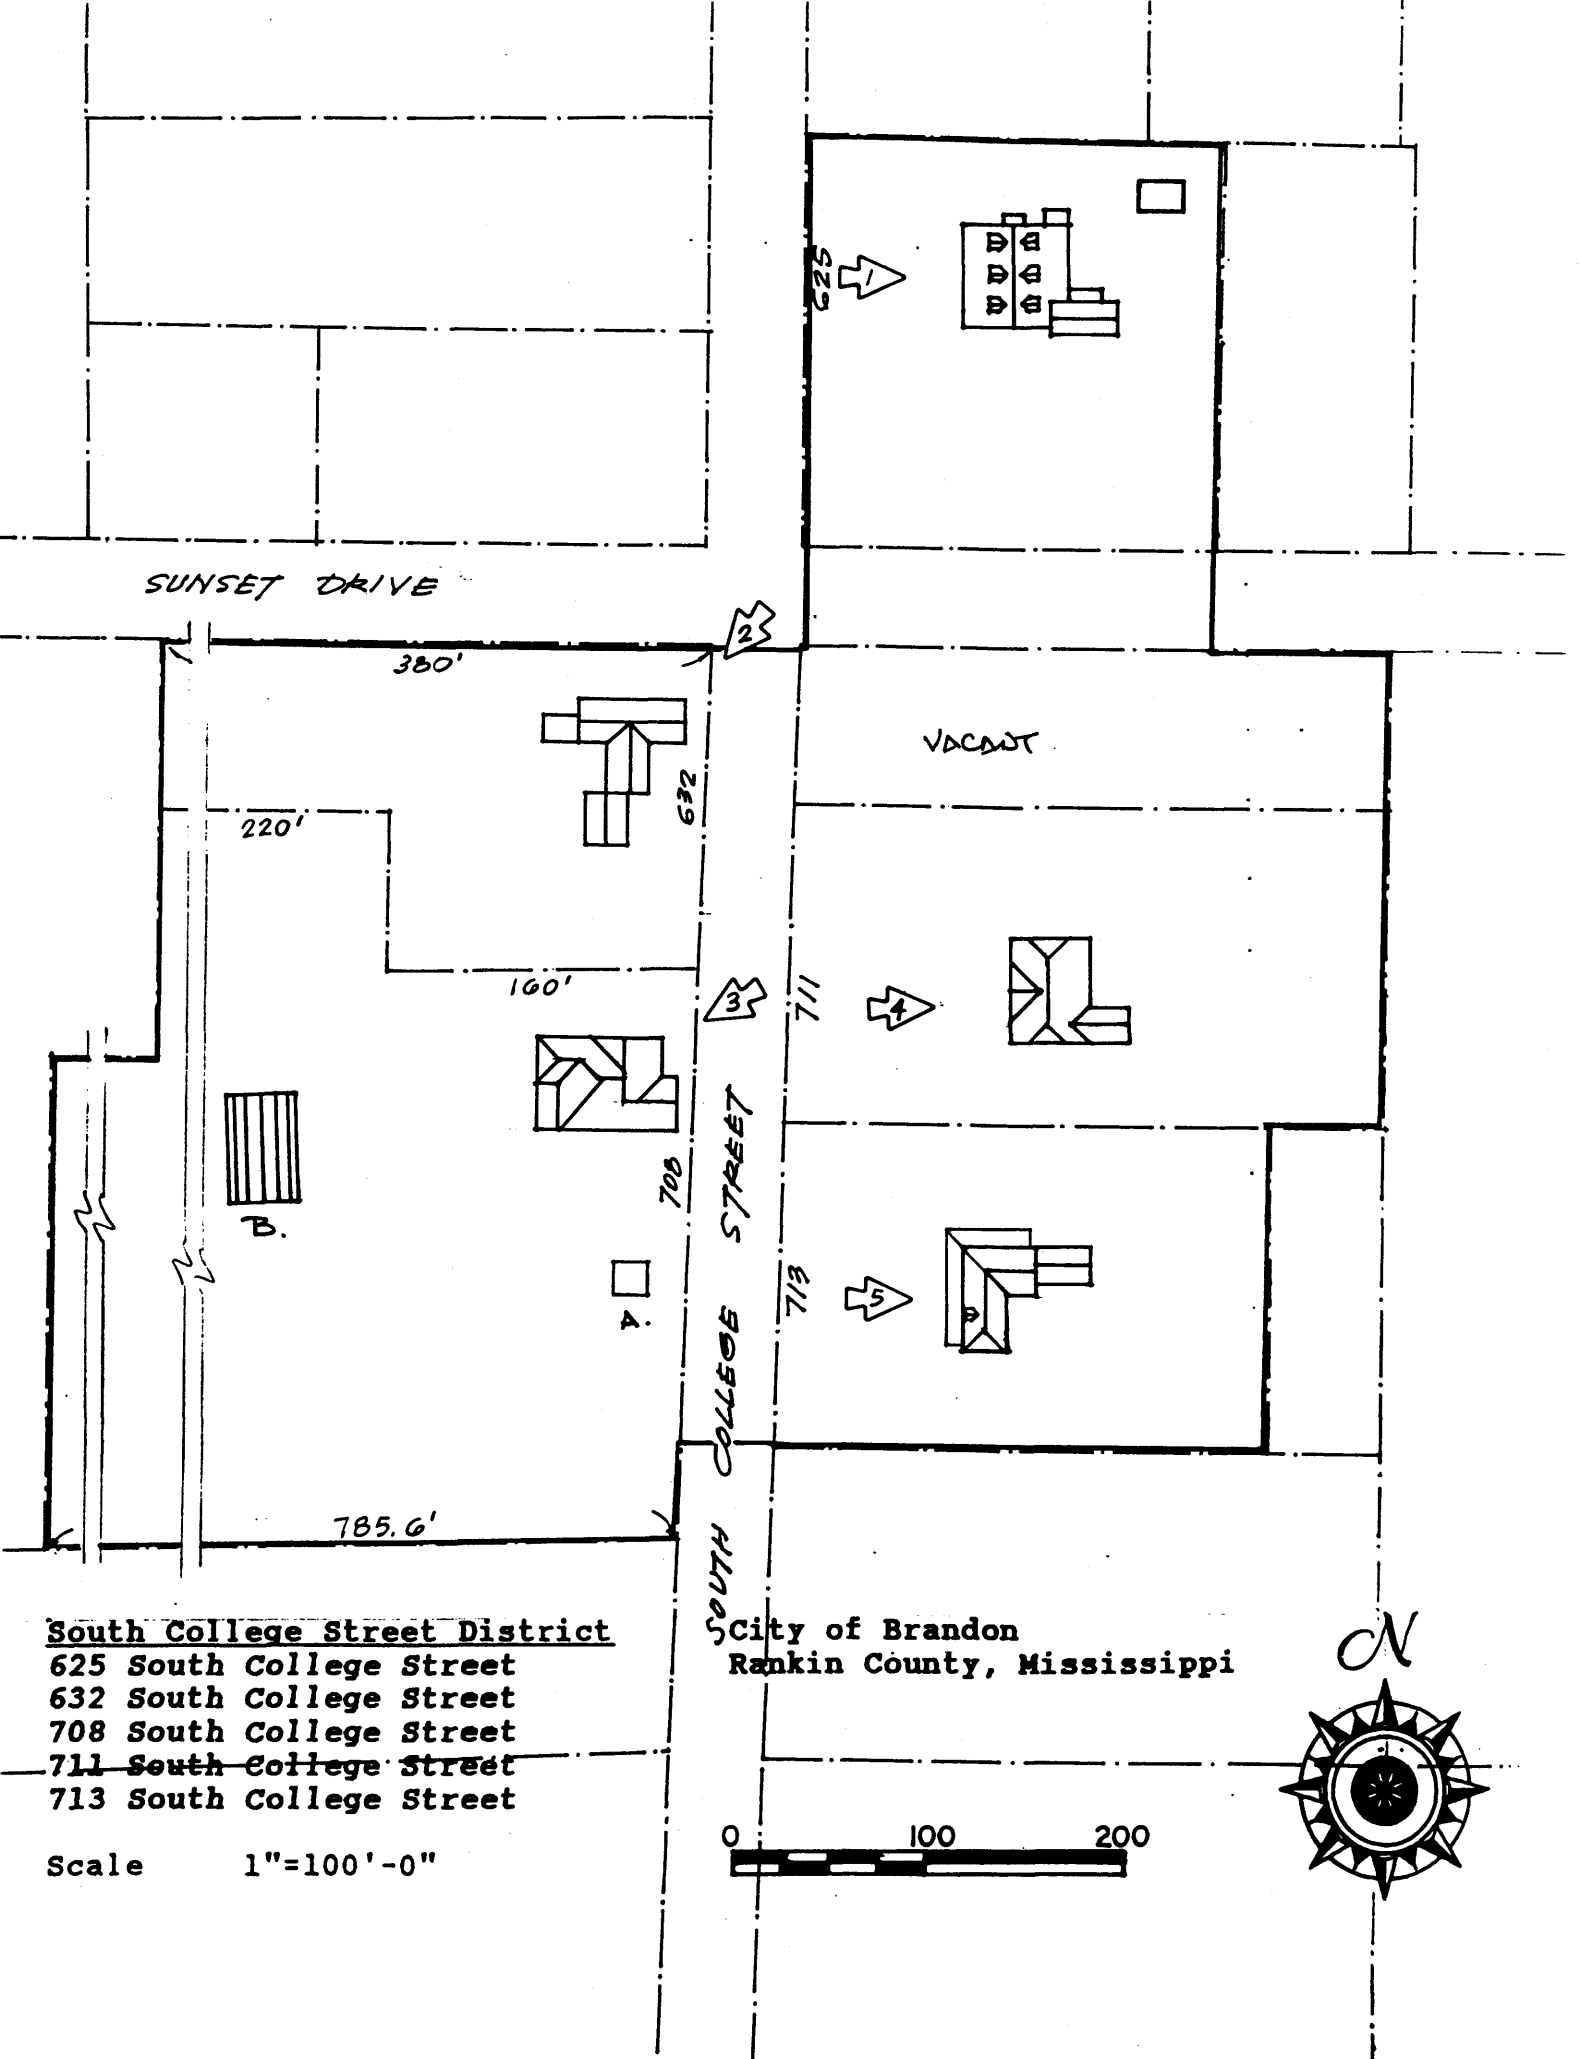 625
1
SUNSET DRIVE
2
380'
VACANT
632
220'
160'
3
711
4
708
B.
A.
713
5
785.6'
SOUTH COLLEGE STREET
South College Street District
625 South College Street
632 South College Street
708 South College Street
711 South College Street
713 South College Street
Scale 1"=100'-0"
City of Brandon
Rankin County, Mississippi
N
0 100 200